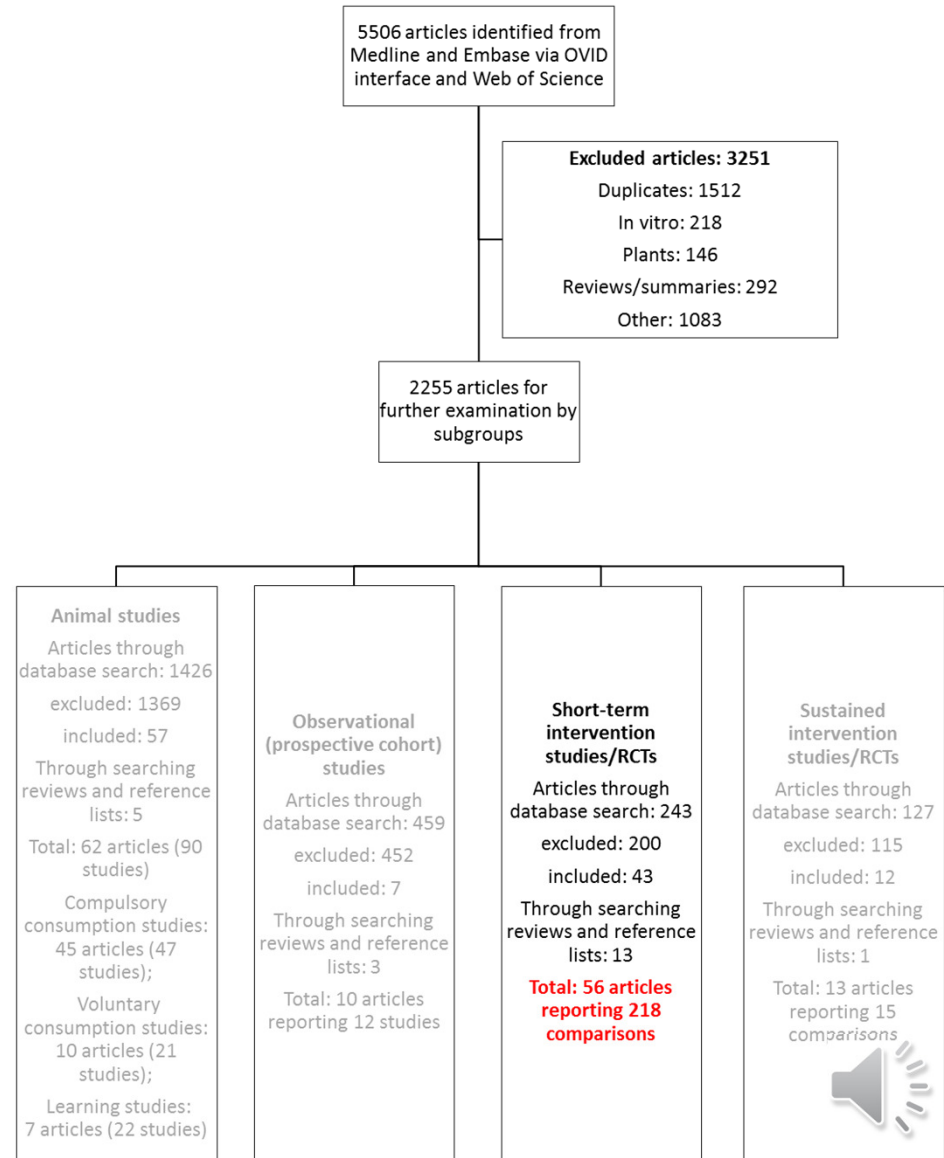 5506 articles identified from
Medline and Embase via OVID
interface and Web of Science
Excluded articles: 3251
Duplicates: 1512
In vitro: 218
Plants: 146
Reviews/summaries: 292
Other: 1083
2255 articles for
further examination by
subgroups
Animal studies
Articles through
database search: 1426
excluded: 1369
included: 57
Through searching
reviews and reference
lists: 5
Total: 62 articles (90
studies)
Compulsory
consumption studies:
45 articles (47
studies);
Voluntary
consumption studies:
10 articles (21
studies);
Learning studies:
7 articles (22 studies)
Observational
(prospective cohort)
studies
Articles through
database search: 459
excluded: 452
included: 7
Through searching
reviews and reference
lists: 3
Total: 10 articles
reporting 12 studies
Short-term
intervention
studies/RCTs
Articles through
database search: 243
excluded: 200
included: 43
Through searching
reviews and reference
lists: 13
Total: 56 articles
reporting 218
comparisons
Sustained
intervention
studies/RCTs
Articles through
database search: 127
excluded: 115
included: 12
Through searching
reviews and reference
lists: 1
Total: 13 articles
reporting 15
comparisons